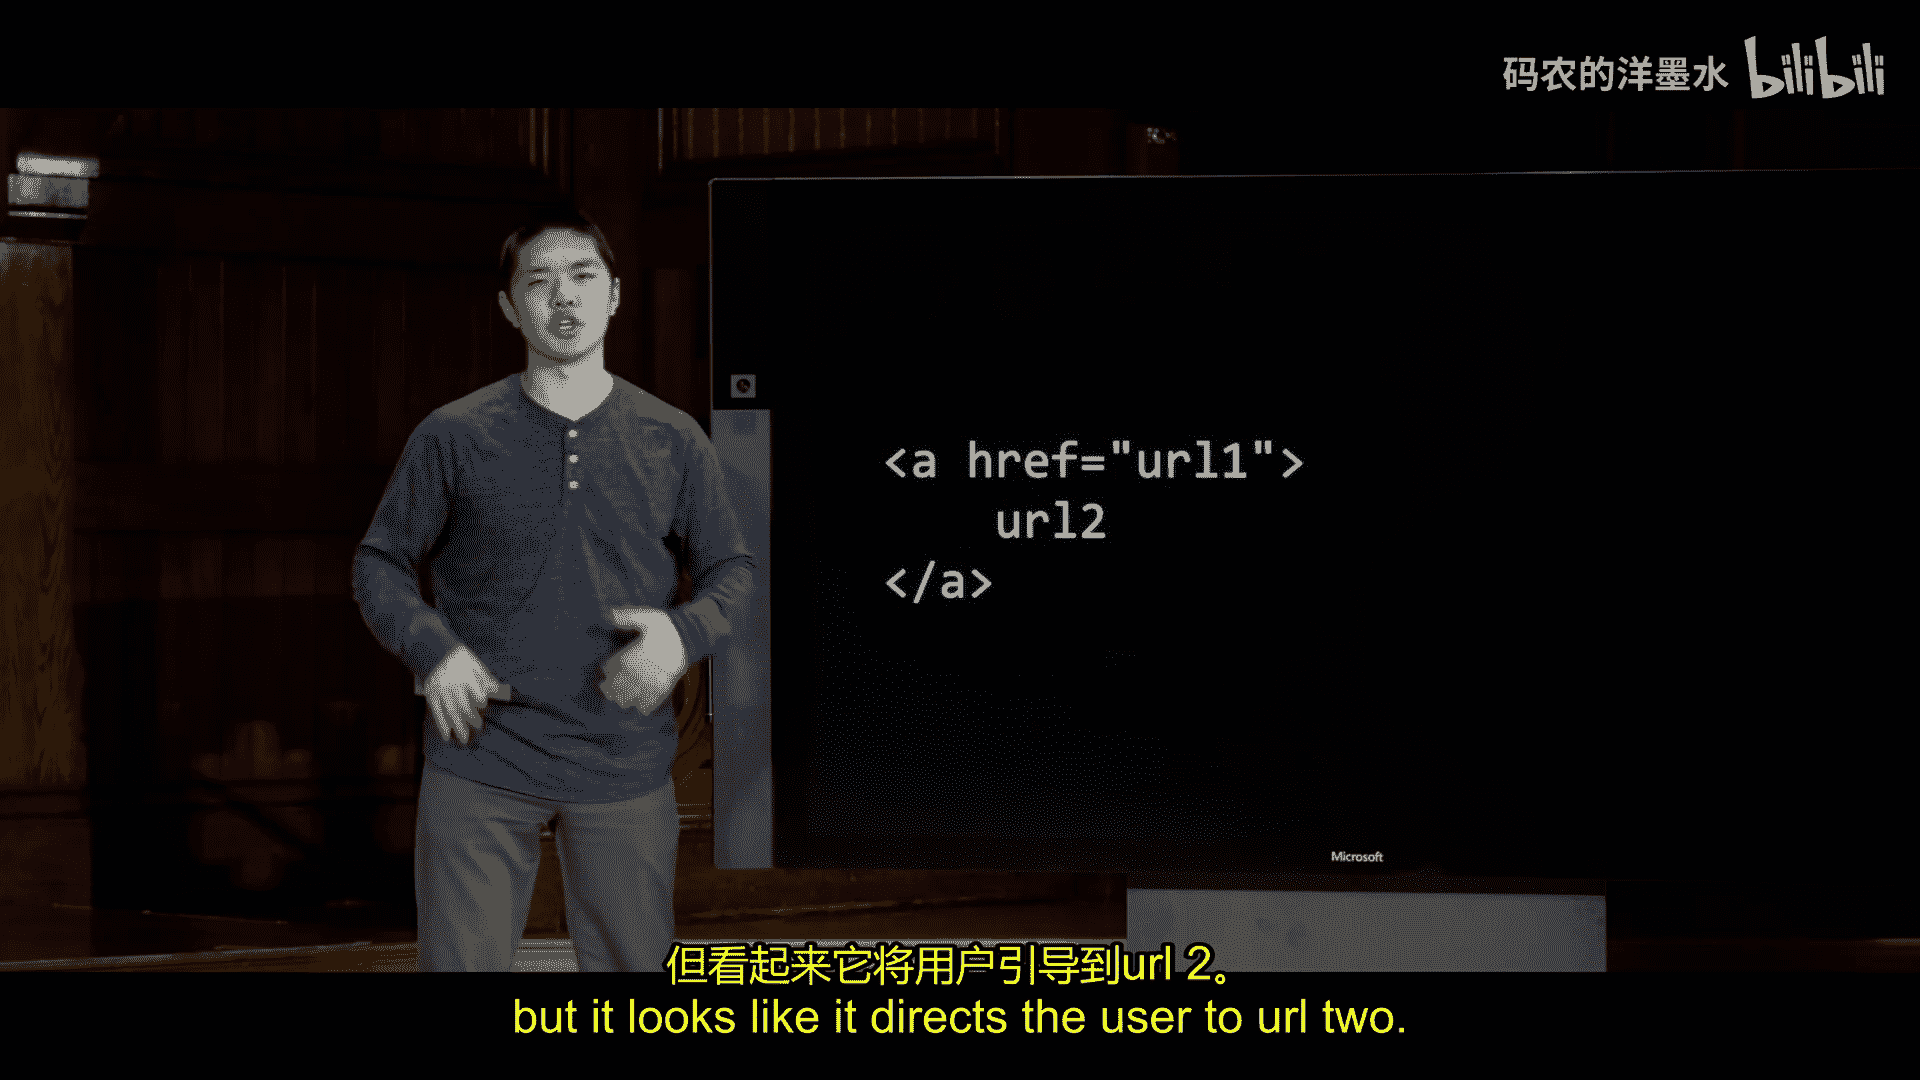 码农的洋墨水 bilibili
<a href="url1">
    url2
</a>
Microsoft
但看起来它将用户引导到url 2。
but it looks like it directs the user to url two.